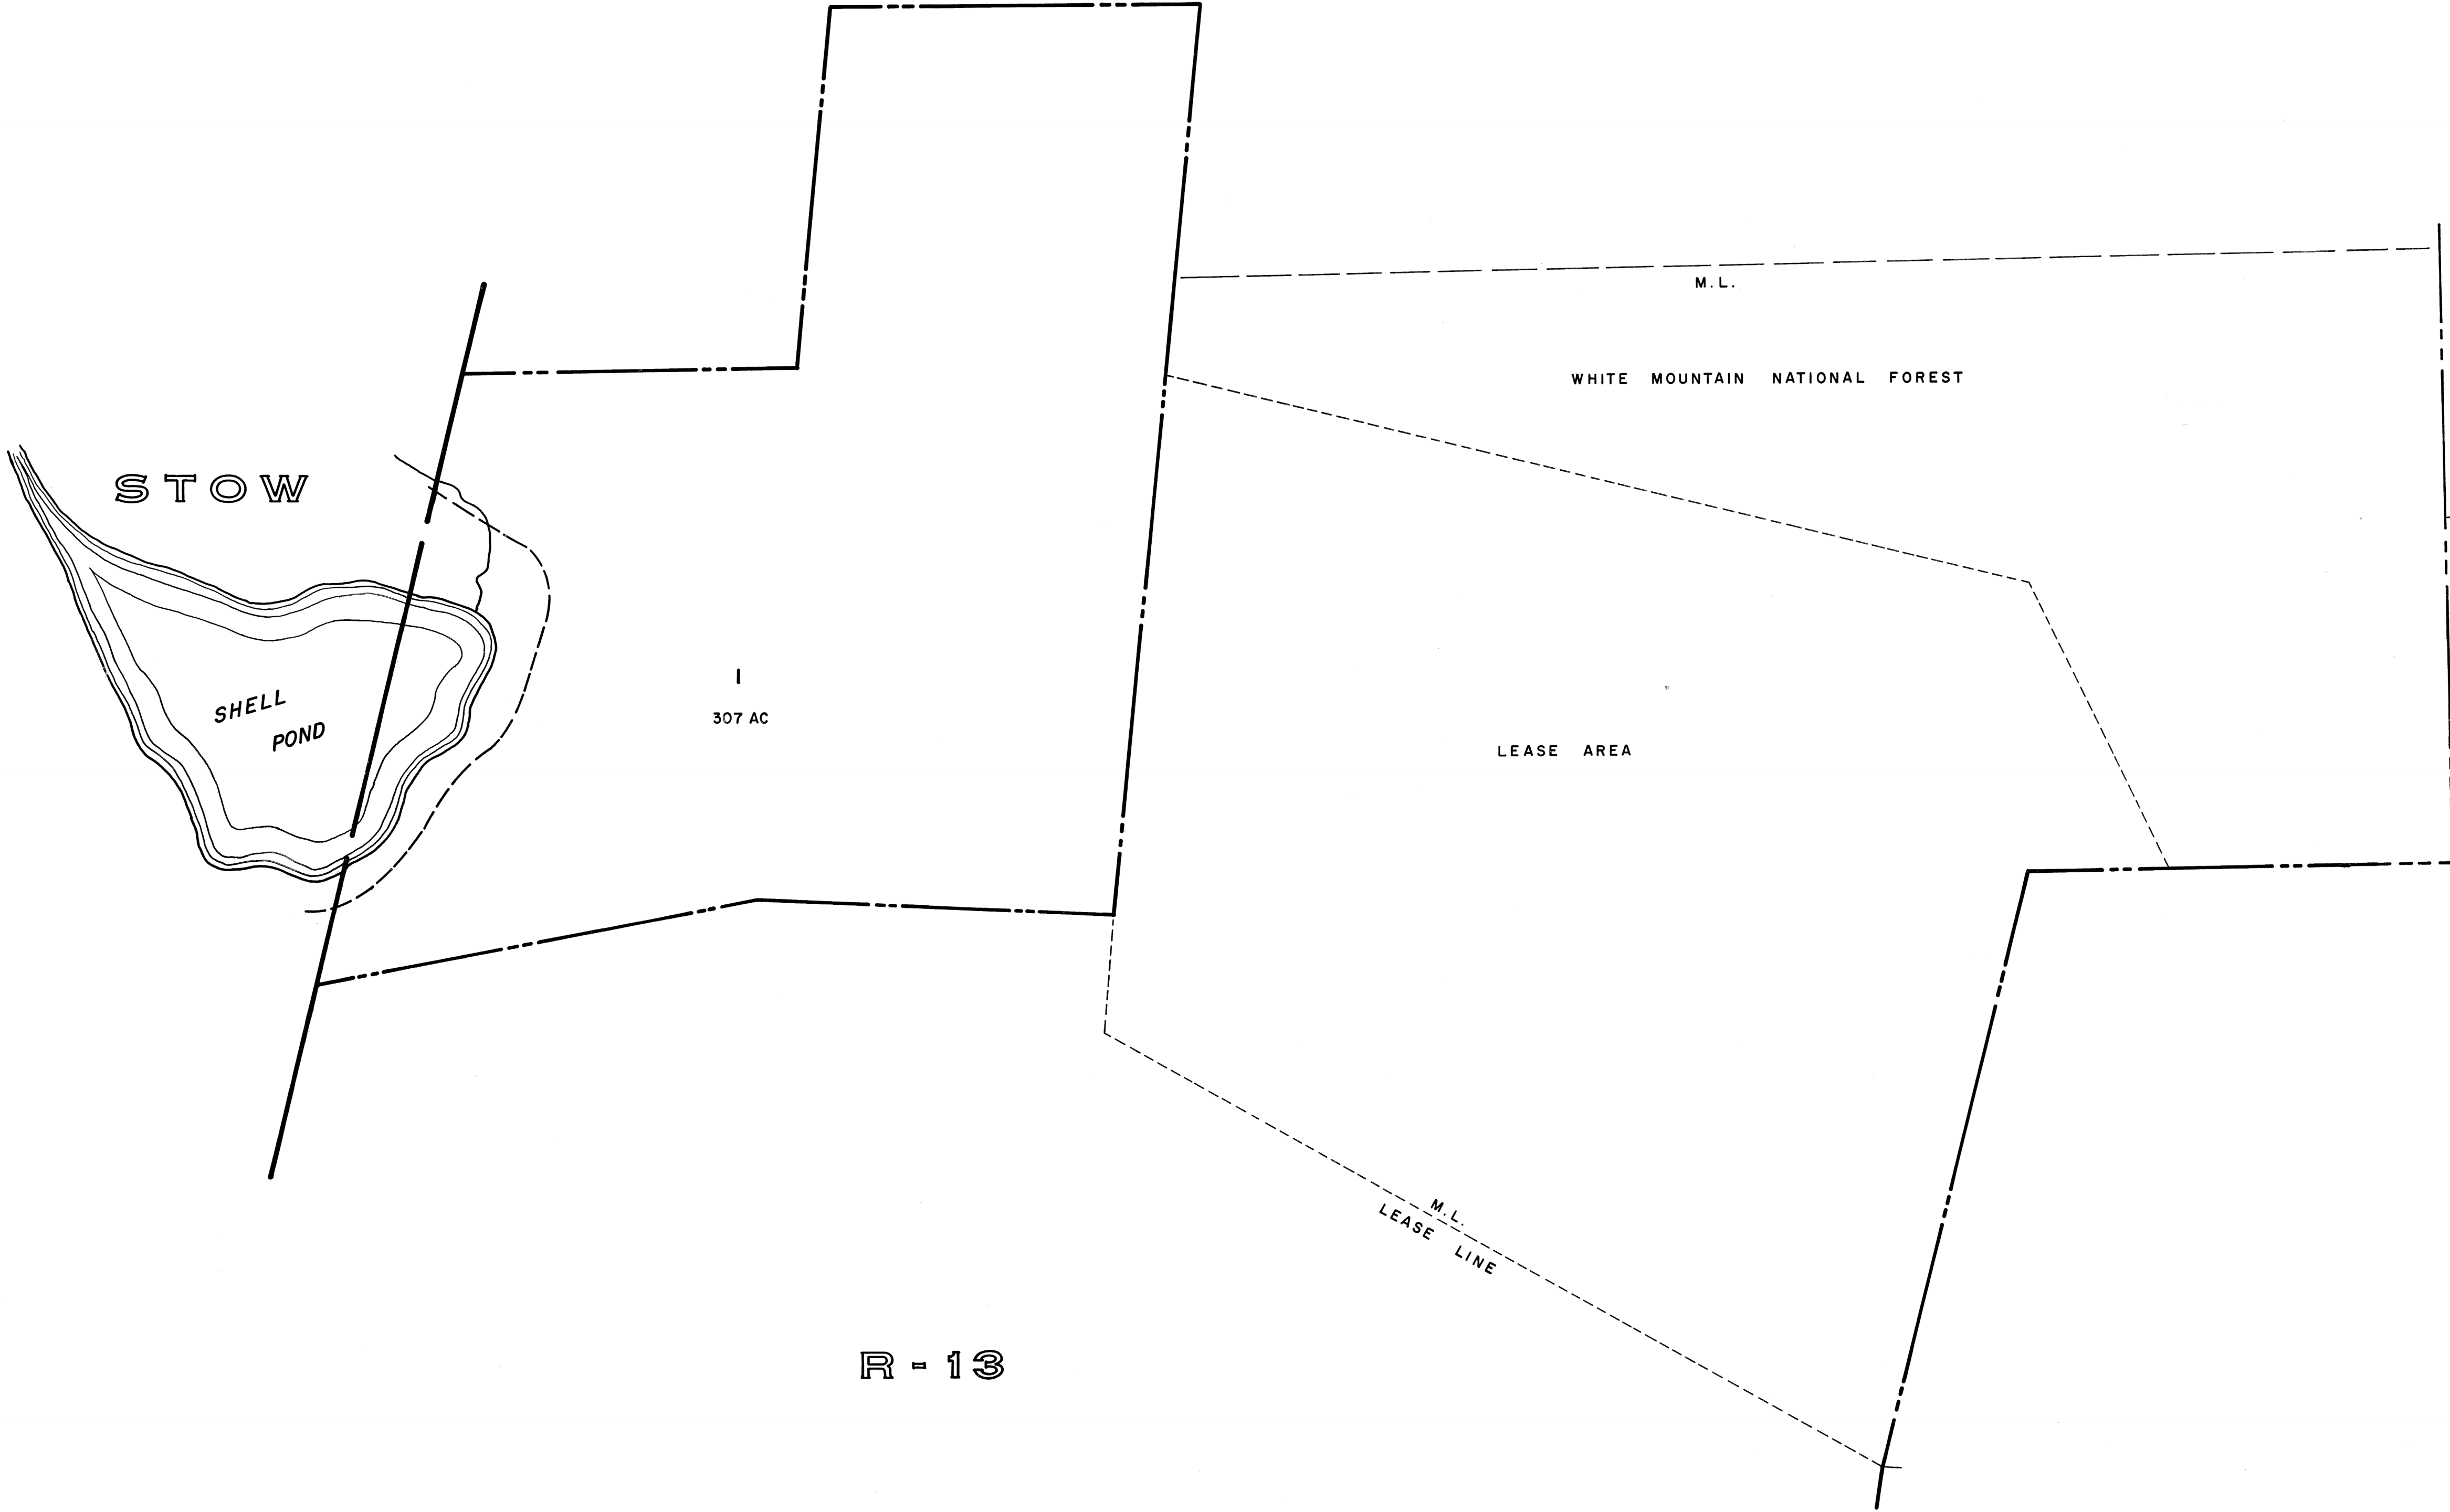 M.L.
WHITE MOUNTAIN NATIONAL FOREST
STOW
SHELL
POND
1
307 AC
LEASE AREA
M.L.
LEASE LINE
R-13